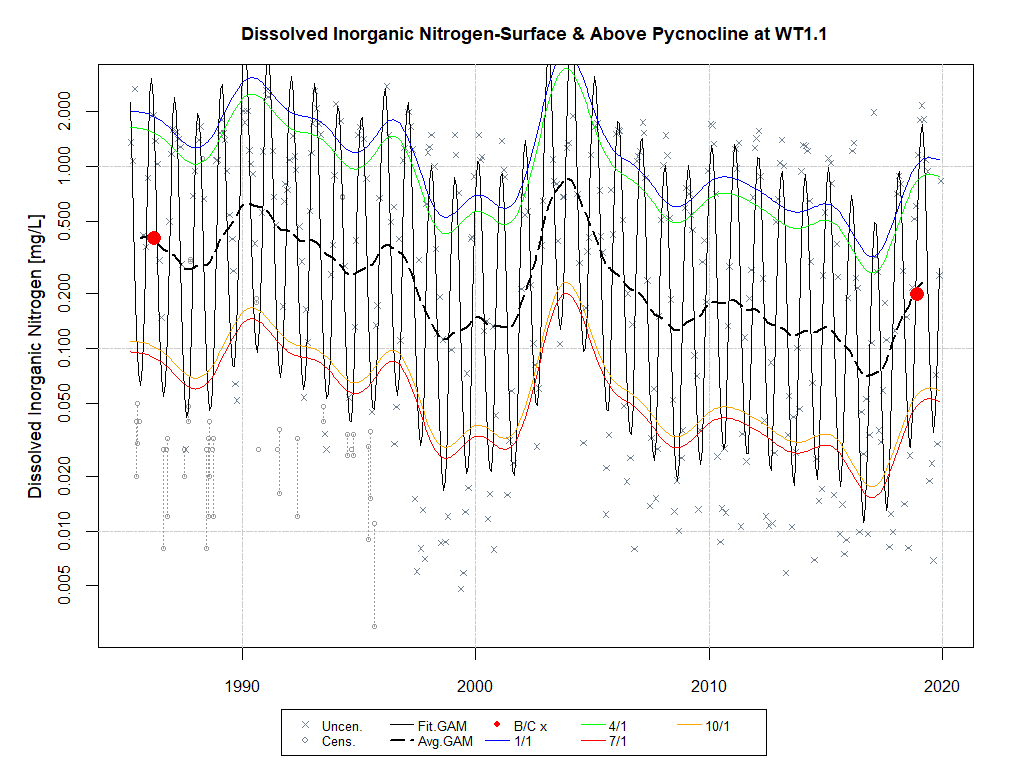 Dissolved Inorganic Nitrogen-Surface & Above Pycnocline at WT1.1
Dissolved Inorganic Nitrogen [mg/L]
2.000
1.000
0.500
0.200
0.100
0.050
0.020
0.010
0.005
1990 2000 2010 2020
Uncen. Fit.GAM B/C x 4/1 10/1
Cens. Avg.GAM 1/1 7/1